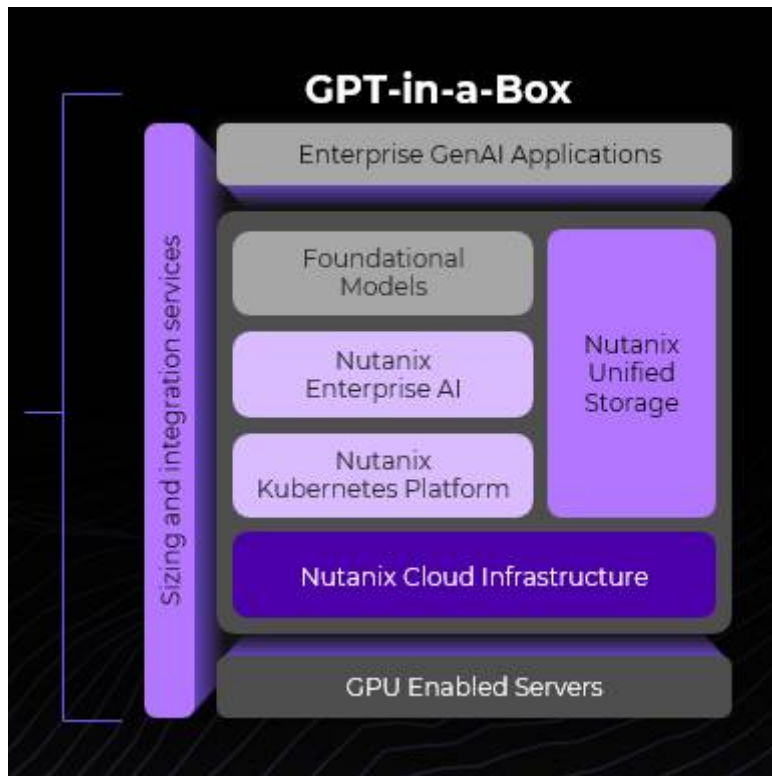 GPT-in-a-Box
Enterprise GenAI Applications
Sizing and integration services
Foundational
Models
Nutanix
Enterprise AI
Nutanix
Kubernetes Platform
Nutanix
Unified
Storage
Nutanix Cloud Infrastructure
GPU Enabled Servers